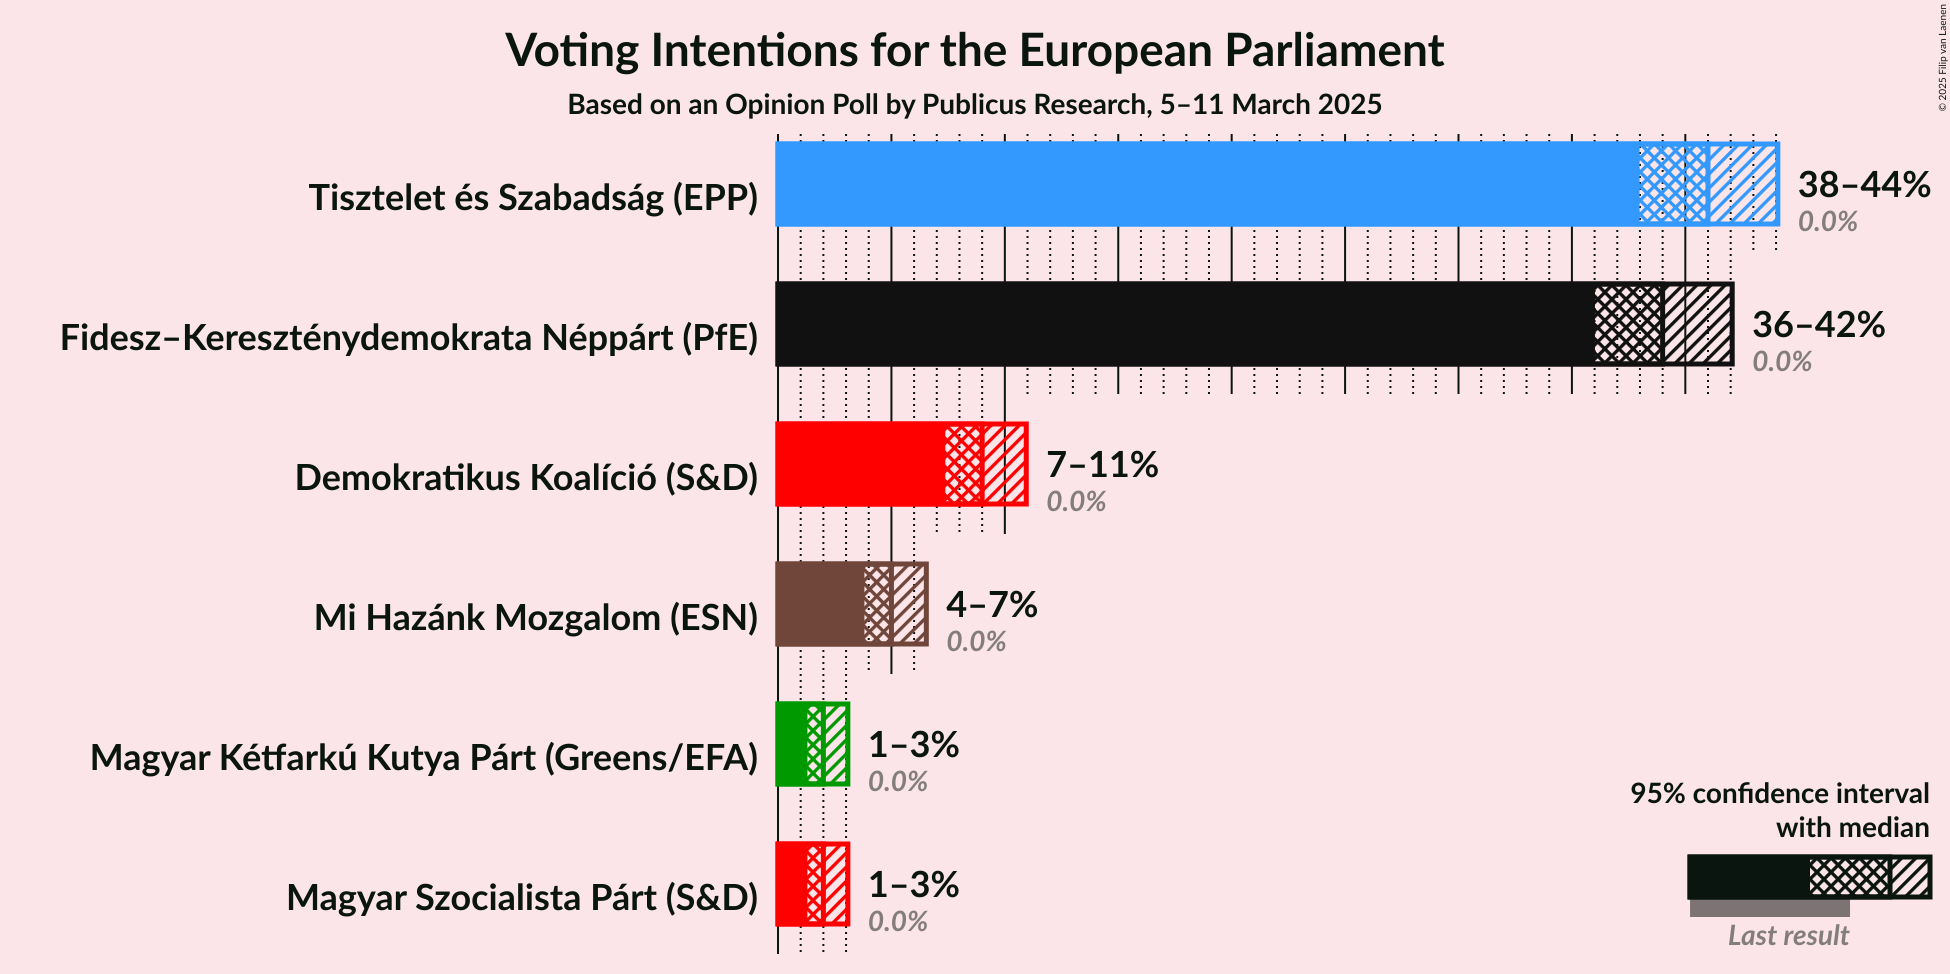 Voting Intentions for the European Parliament
Based on an Opinion Poll by Publicus Research, 5–11 March 2025
© 2025 Filip van Laenen
Tisztelet és Szabadság (EPP)
38–44%
0.0%
Fidesz–Kereszténydemokrata Néppárt (PfE)
36–42%
0.0%
Demokratikus Koalíció (S&D)
7–11%
0.0%
Mi Hazánk Mozgalom (ESN)
4–7%
0.0%
Magyar Kétfarkú Kutya Párt (Greens/EFA)
1–3%
0.0%
Magyar Szocialista Párt (S&D)
1–3%
0.0%
95% confidence interval
with median
Last result